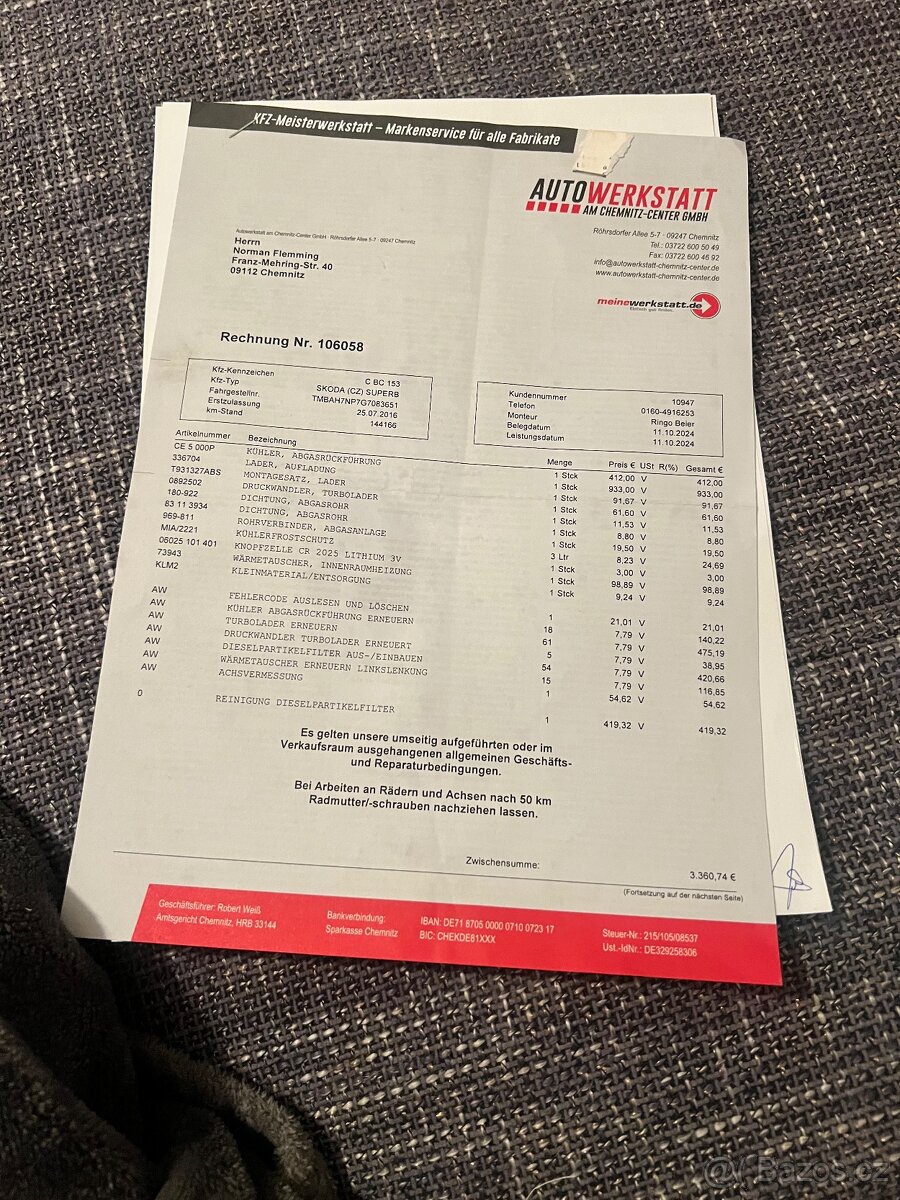 KFZ-Meisterwerkstatt – Markenservice für alle Fabrikate
AUTOWERKSTATT
AM CHEMNITZ-CENTER GMBH
Röhrsdorfer Allee 5-7 · 09247 Chemnitz
Tel.: 03722 600 50 49
Fax: 03722 600 46 92
info@autowerkstatt-chemnitz-center.de
www.autowerkstatt-chemnitz-center.de
meinewerkstatt.de
Einfach gut finden.
Autowerkstatt am Chemnitz-Center GmbH · Röhrsdorfer Allee 5-7 · 09247 Chemnitz
Herrn
Norman Flemming
Franz-Mehring-Str. 40
09112 Chemnitz
Rechnung Nr. 106058
Kfz-Kennzeichen C BC 153
Kfz-Typ SKODA (CZ) SUPERB
Fahrgestellnr. TMBAH7NP7G7083651
Erstzulassung 25.07.2016
km-Stand 144166
Kundennummer 10947
Telefon 0160-4916253
Monteur Ringo Beier
Belegdatum 11.10.2024
Leistungsdatum 11.10.2024
Artikelnummer Bezeichnung Menge Preis € USt R(%) Gesamt €
CE 5 000P KÜHLER, ABGASRÜCKFÜHRUNG 1 Stck 412,00 V 412,00
336704 LADER, AUFLADUNG 1 Stck 933,00 V 933,00
T931327ABS MONTAGESATZ, LADER 1 Stck 91,67 V 91,67
0892502 DRUCKWANDLER, TURBOLADER 1 Stck 61,60 V 61,60
180-922 DICHTUNG, ABGASROHR 1 Stck 11,53 V 11,53
83 11 3934 DICHTUNG, ABGASROHR 1 Stck 8,80 V 8,80
969-811 ROHRVERBINDER, ABGASANLAGE 1 Stck 19,50 V 19,50
MIA/2221 KÜHLERFROSTSCHUTZ 3 Ltr 8,23 V 24,69
06025 101 401 KNOPFZELLE CR 2025 LITHIUM 3V 1 Stck 3,00 V 3,00
73943 WÄRMETAUSCHER, INNENRAUMHEIZUNG 1 Stck 98,89 V 98,89
KLM2 KLEINMATERIAL/ENTSORGUNG 1 Stck 9,24 V 9,24
AW FEHLERCODE AUSLESEN UND LÖSCHEN 1 21,01 V 21,01
AW KÜHLER ABGASRÜCKFÜHRUNG ERNEUERN 18 7,79 V 140,22
AW TURBOLADER ERNEUERN 61 7,79 V 475,19
AW DRUCKWANDLER TURBOLADER ERNEUERT 5 7,79 V 38,95
AW DIESELPARTIKELFILTER AUS-/EINBAUEN 54 7,79 V 420,66
AW WÄRMETAUSCHER ERNEUERN LINKSLENKUNG 15 7,79 V 116,85
AW ACHSVERMESSUNG 1 54,62 V 54,62
0 REINIGUNG DIESELPARTIKELFILTER 1 419,32 V 419,32
Es gelten unsere umseitig aufgeführten oder im
Verkaufsraum ausgehangenen allgemeinen Geschäfts-
und Reparaturbedingungen.
Bei Arbeiten an Rädern und Achsen nach 50 km
Radmutter/-schrauben nachziehen lassen.
Zwischensumme: 3.360,74 €
(Fortsetzung auf der nächsten Seite)
Geschäftsführer: Robert Weiß
Amtsgericht Chemnitz, HRB 33144
Bankverbindung:
Sparkasse Chemnitz
IBAN: DE71 8705 0000 0710 0723 17
BIC: CHEKDE81XXX
Steuer-Nr.: 215/105/08537
Ust.-IdNr.: DE329258306
@ Bazos.cz